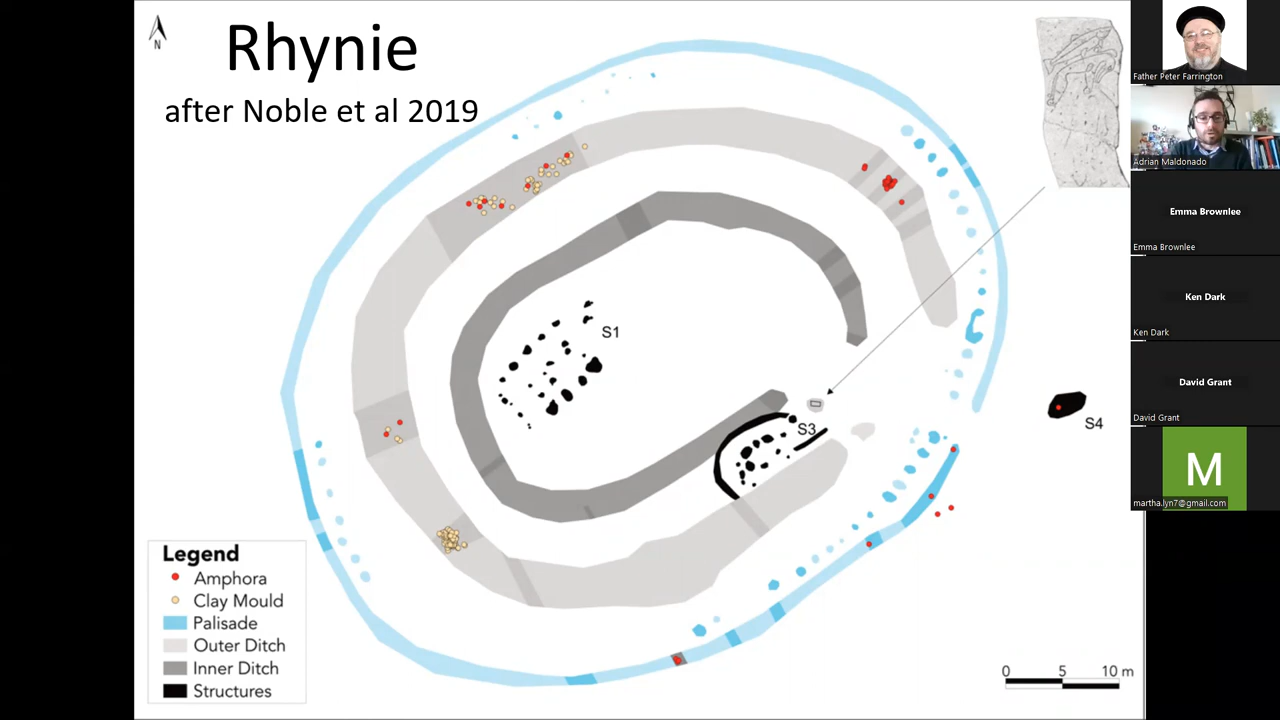 N
Rhynie
after Noble et al 2019
S1
S3
S4
Legend
Amphora
Clay Mould
Palisade
Outer Ditch
Inner Ditch
Structures
0 5 10 m
Father Peter Farrington
Adrian Maldonado
Emma Brownlee
Emma Brownlee
Ken Dark
Ken Dark
David Grant
David Grant
M
martha.lyn7@gmail.com